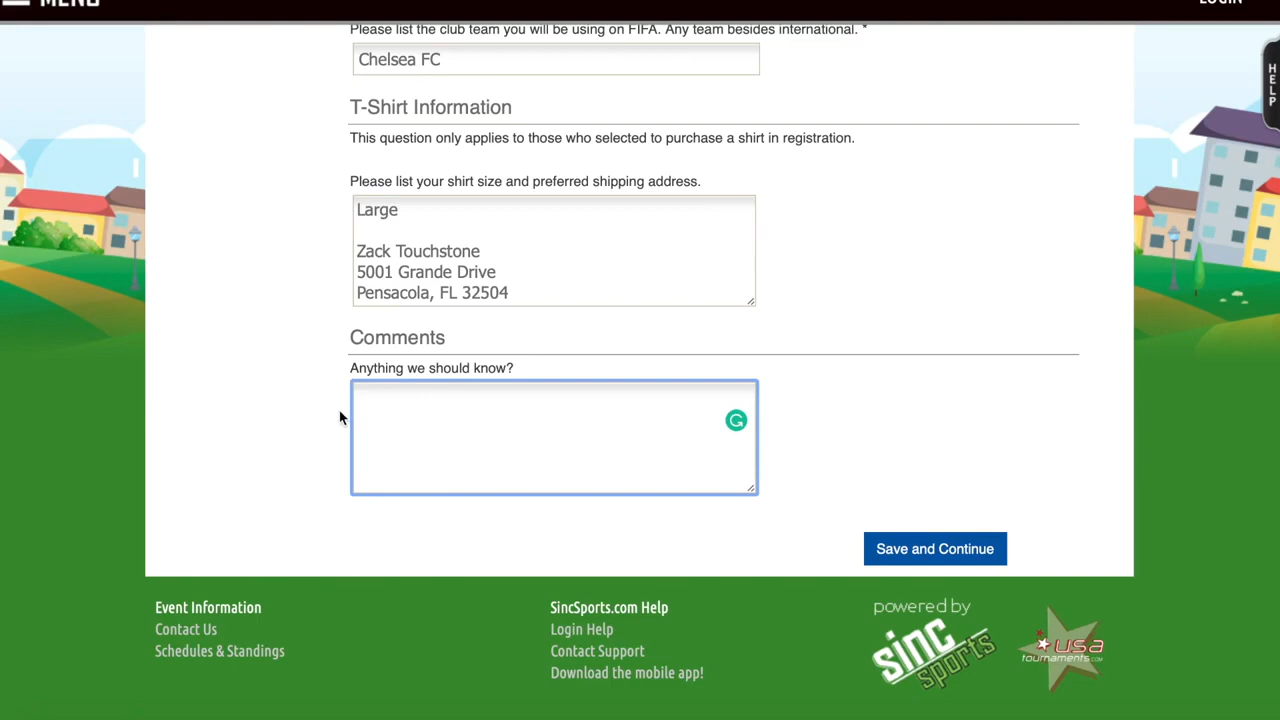 MENU
LOGIN
Please list the club team you will be using on FIFA. Any team besides international. *
Chelsea FC
HELP
T-Shirt Information
This question only applies to those who selected to purchase a shirt in registration.
Please list your shirt size and preferred shipping address.
Large
Zack Touchstone
5001 Grande Drive
Pensacola, FL 32504
Comments
Anything we should know?
Save and Continue
Event Information
Contact Us
Schedules & Standings
SincSports.com Help
Login Help
Contact Support
Download the mobile app!
powered by
sinc
sports
USA
TOURNAMENTS.COM